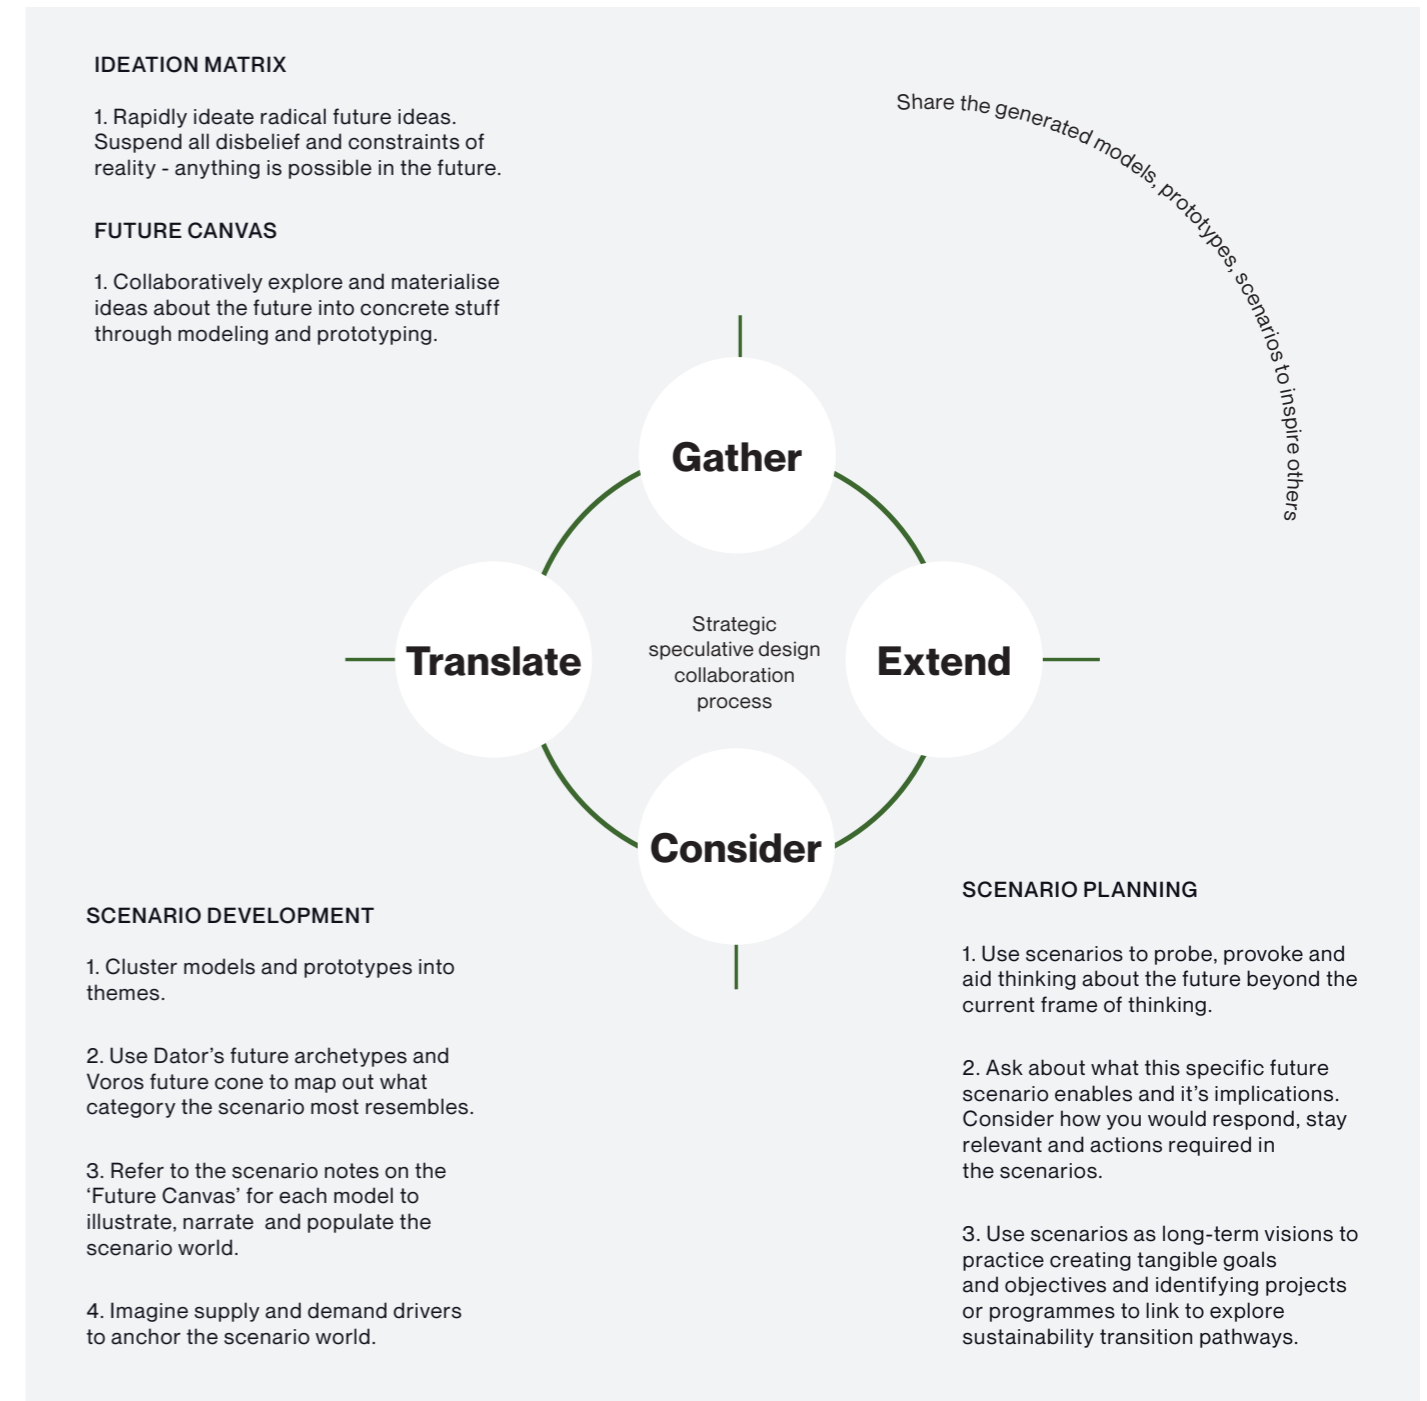 IDEATION MATRIX
1. Rapidly ideate radical future ideas.
Suspend all disbelief and constraints of
reality - anything is possible in the future.
FUTURE CANVAS
1. Collaboratively explore and materialise
ideas about the future into concrete stuff
through modeling and prototyping.
Share the generated models, prototypes, scenarios to inspire others
Gather
Translate
Strategic
speculative design
collaboration
process
Extend
Consider
SCENARIO DEVELOPMENT
1. Cluster models and prototypes into
themes.
2. Use Dator’s future archetypes and
Voros future cone to map out what
category the scenario most resembles.
3. Refer to the scenario notes on the
‘Future Canvas’ for each model to
illustrate, narrate  and populate the
scenario world.
4. Imagine supply and demand drivers
to anchor the scenario world.
SCENARIO PLANNING
1. Use scenarios to probe, provoke and
aid thinking about the future beyond the
current frame of thinking.
2. Ask about what this specific future
scenario enables and it’s implications.
Consider how you would respond, stay
relevant and actions required in
the scenarios.
3. Use scenarios as long-term visions to
practice creating tangible goals
and objectives and identifying projects
or programmes to link to explore
sustainability transition pathways.